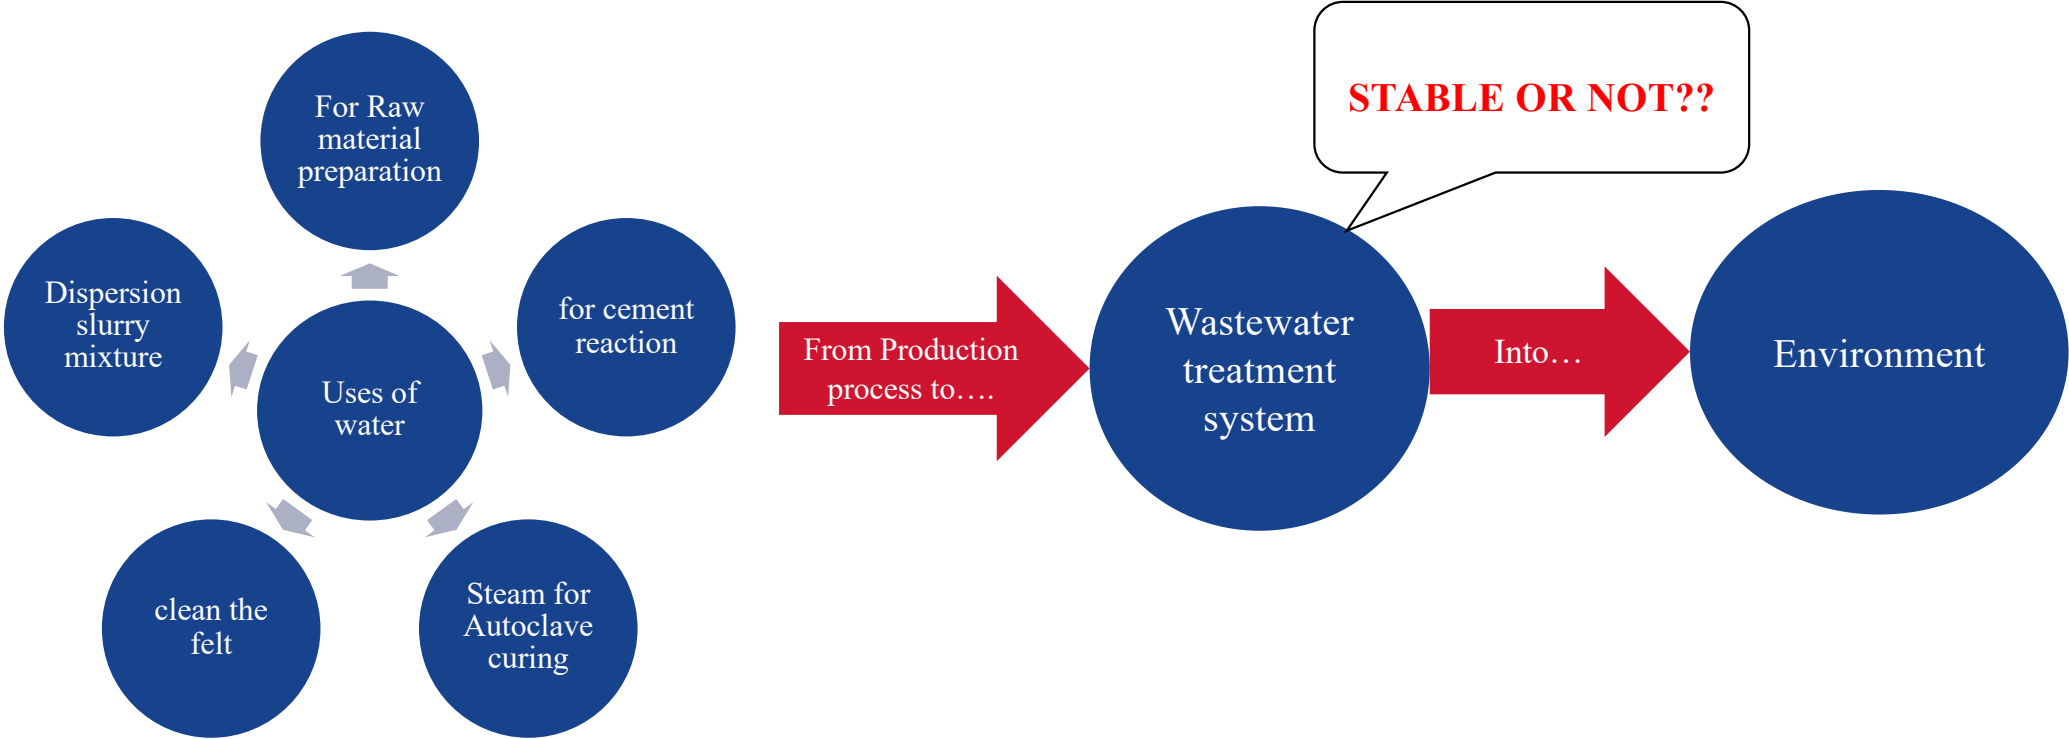 For Raw
material
preparation
Dispersion
slurry
mixture
for cement
reaction
Uses of
water
clean the
felt
Steam for
Autoclave
curing
From Production
process to….
STABLE OR NOT??
Wastewater
treatment
system
Into…
Environment